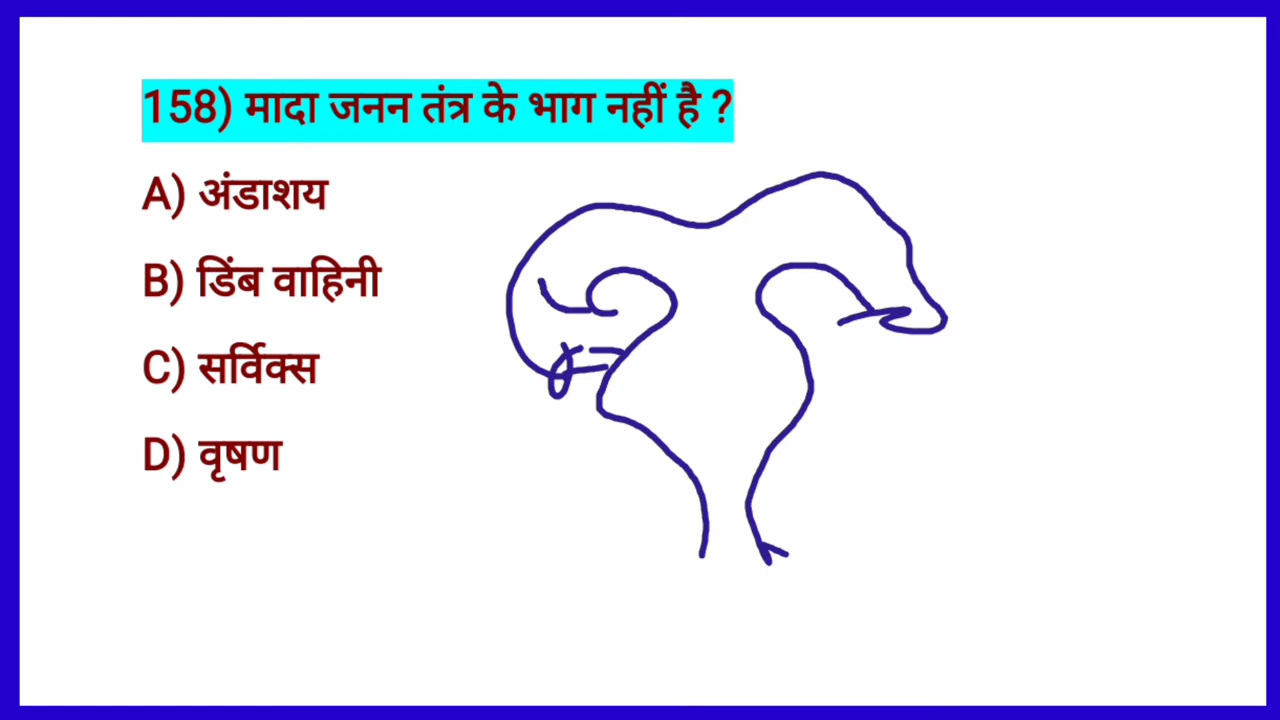 158) मादा जनन तंत्र के भाग नहीं है ?
A) अंडाशय
B) डिंब वाहिनी
C) सर्विक्स
D) वृषण